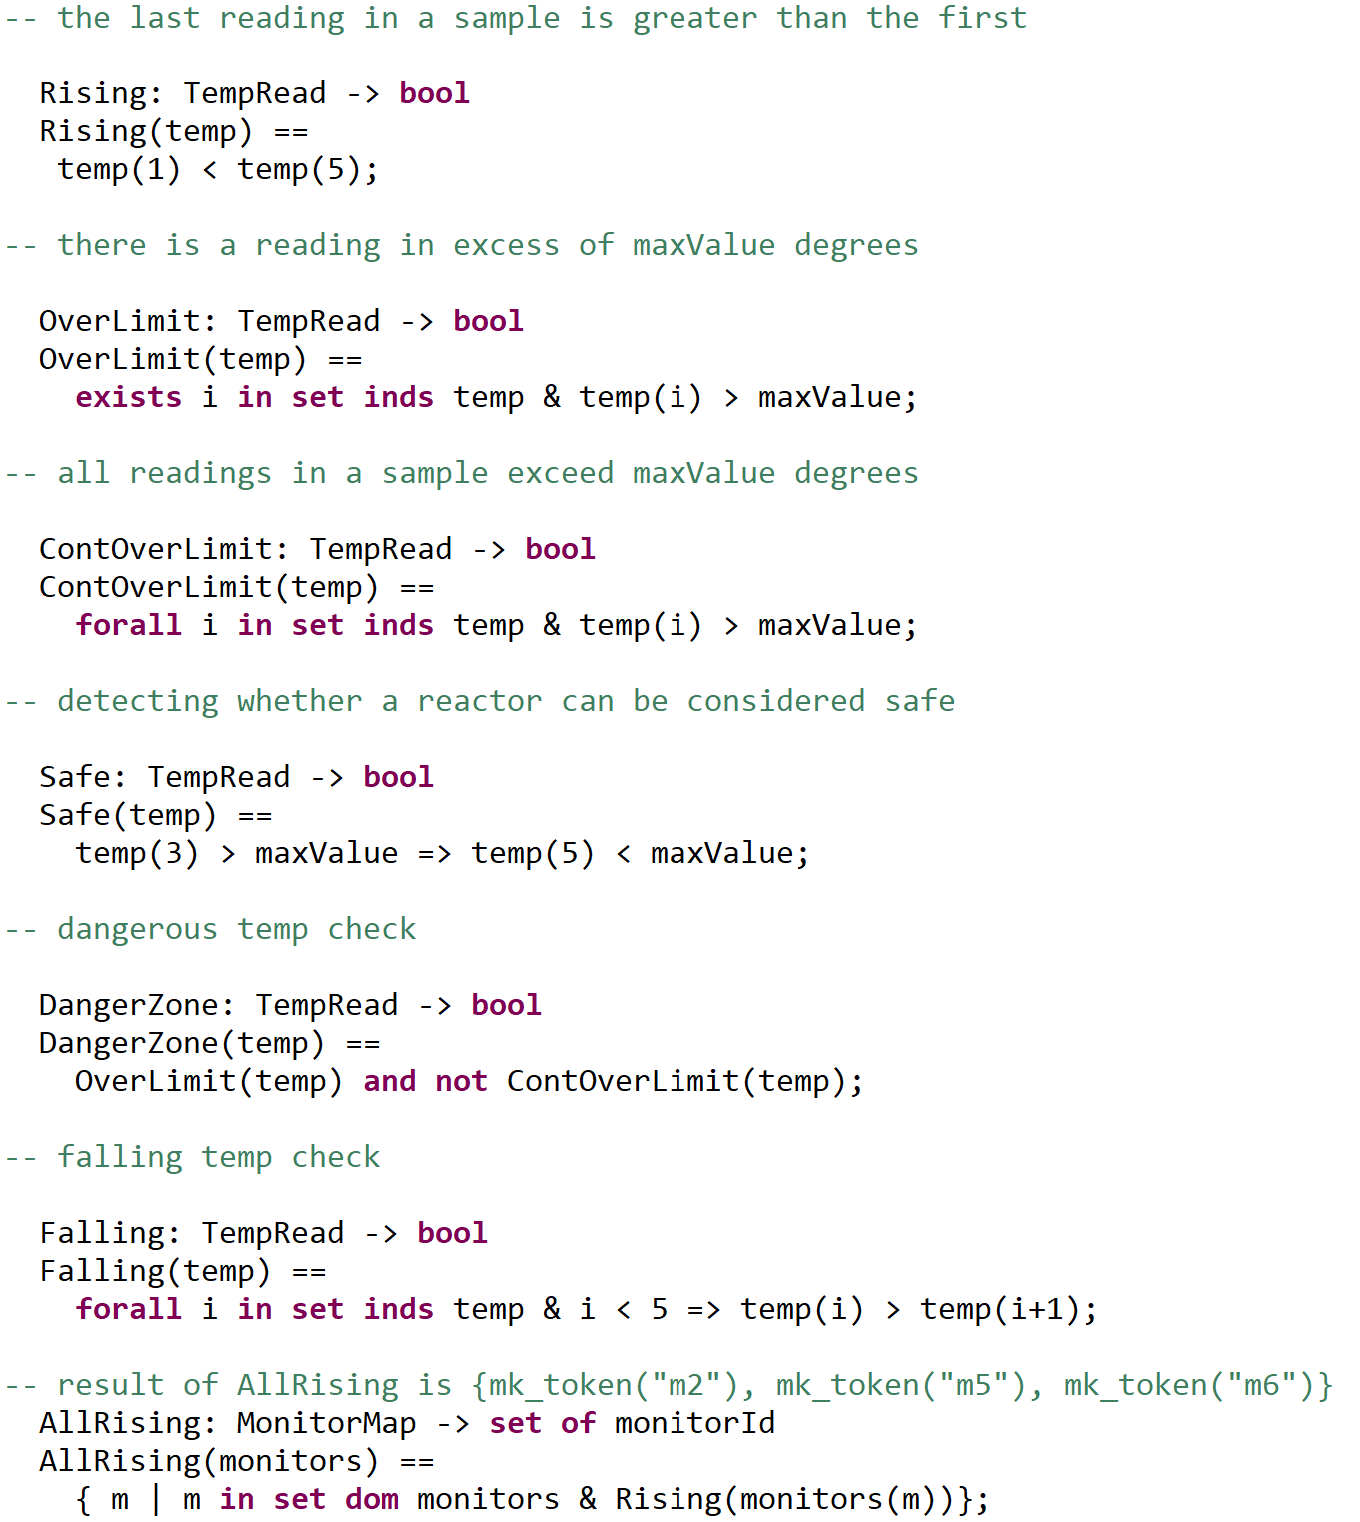 -- the last reading in a sample is greater than the first
Rising: TempRead -> bool
Rising(temp) ==
temp(1) < temp(5);
-- there is a reading in excess of maxValue degrees
OverLimit: TempRead -> bool
OverLimit(temp) ==
exists i in set inds temp & temp(i) > maxValue;
-- all readings in a sample exceed maxValue degrees
ContOverLimit: TempRead -> bool
ContOverLimit(temp) ==
forall i in set inds temp & temp(i) > maxValue;
-- detecting whether a reactor can be considered safe
Safe: TempRead -> bool
Safe(temp) ==
temp(3) > maxValue => temp(5) < maxValue;
-- dangerous temp check
DangerZone: TempRead -> bool
DangerZone(temp) ==
OverLimit(temp) and not ContOverLimit(temp);
-- falling temp check
Falling: TempRead -> bool
Falling(temp) ==
forall i in set inds temp & i < 5 => temp(i) > temp(i+1);
-- result of AllRising is {mk_token("m2"), mk_token("m5"), mk_token("m6")}
AllRising: MonitorMap -> set of monitorId
AllRising(monitors) ==
{ m | m in set dom monitors & Rising(monitors(m))};